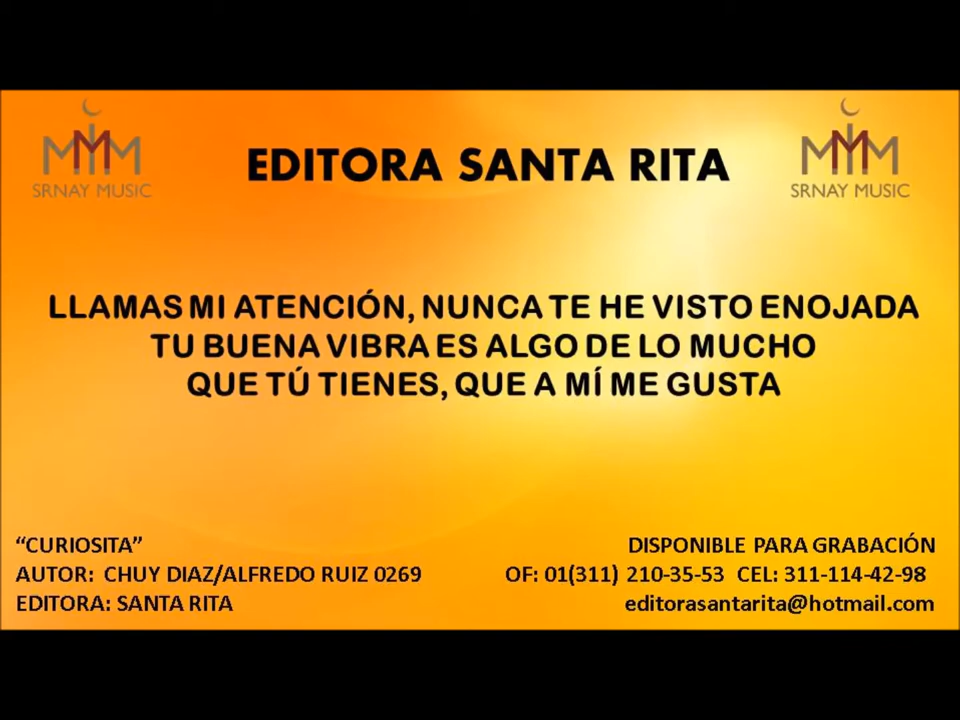 SRNAY MUSIC
EDITORA SANTA RITA
SRNAY MUSIC
LLAMAS MI ATENCIÓN, NUNCA TE HE VISTO ENOJADA
TU BUENA VIBRA ES ALGO DE LO MUCHO
QUE TÚ TIENES, QUE A MÍ ME GUSTA
“CURIOSITA”
AUTOR: CHUY DIAZ/ALFREDO RUIZ 0269
EDITORA: SANTA RITA
DISPONIBLE PARA GRABACIÓN
OF: 01(311) 210-35-53 CEL: 311-114-42-98
editorasantarita@hotmail.com